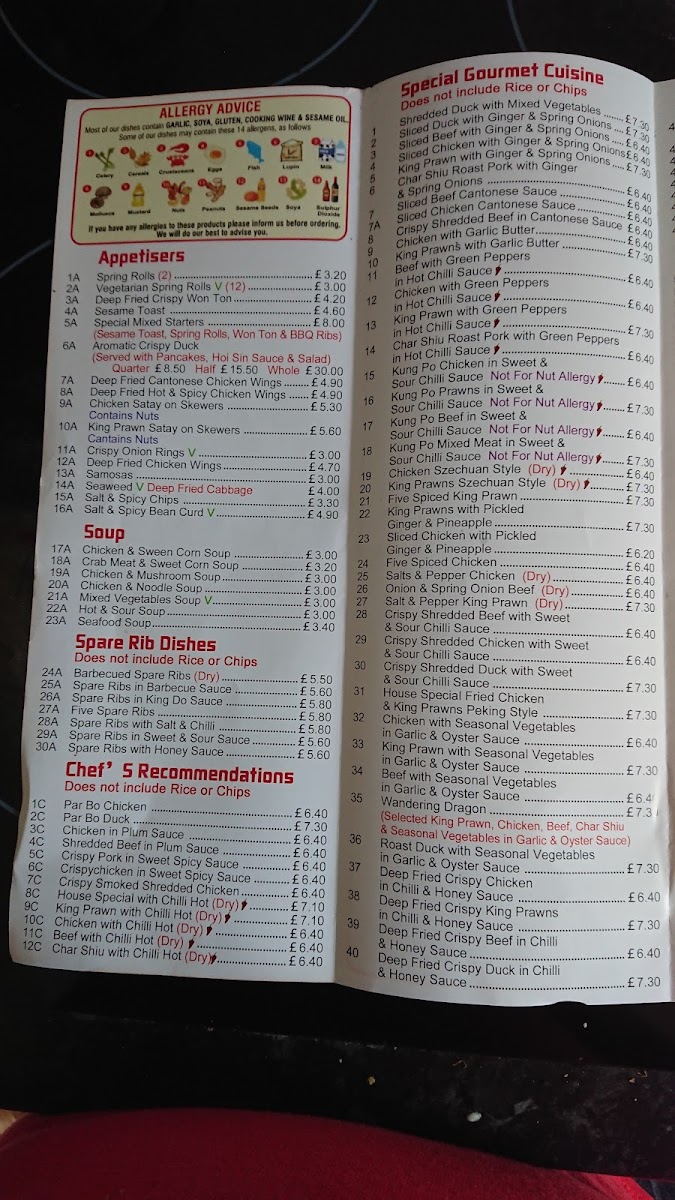 ALLERGY ADVICE
Most of our dishes contain GARLIC, SOYA, GLUTEN, COOKING WINE & SESAME OIL.
Some of our dishes may contain these 14 allergens, as follows
Celery Cereals Crustaceans Eggs Fish Lupin Milk
Molluscs Mustard Nuts Peanuts Sesame Seeds Soya Sulphur Dioxide
If you have any allergies to these products please inform us before ordering.
We will do our best to advise you.
Appetisers
1A Spring Rolls (2) £3.20
2A Vegetarian Spring Rolls V (12) £3.00
3A Deep Fried Crispy Won Ton £4.20
4A Sesame Toast £4.60
5A Special Mixed Starters £8.00
(Sesame Toast, Spring Rolls, Won Ton & BBQ Ribs)
6A Aromatic Crispy Duck
(Served with Pancakes, Hoi Sin Sauce & Salad)
Quarter £8.50 Half £15.50 Whole £30.00
7A Deep Fried Cantonese Chicken Wings £4.90
8A Deep Fried Hot & Spicy Chicken Wings £4.90
9A Chicken Satay on Skewers £5.30
Contains Nuts
10A King Prawn Satay on Skewers £5.60
Cantains Nuts
11A Crispy Onion Rings V £3.00
12A Deep Fried Chicken Wings £4.70
13A Samosas £3.00
14A Seaweed V Deep Fried Cabbage £4.00
15A Salt & Spicy Chips £3.30
16A Salt & Spicy Bean Curd V £4.90
Soup
17A Chicken & Sween Corn Soup £3.00
18A Crab Meat & Sweet Corn Soup £3.20
19A Chicken & Mushroom Soup £3.00
20A Chicken & Noodle Soup £3.00
21A Mixed Vegetables Soup V £3.00
22A Hot & Sour Soup £3.00
23A Seafood Soup £3.40
Spare Rib Dishes
Does not include Rice or Chips
24A Barbecued Spare Ribs (Dry) £5.50
25A Spare Ribs in Barbecue Sauce £5.60
26A Spare Ribs in King Do Sauce £5.80
27A Five Spare Ribs £5.80
28A Spare Ribs with Salt & Chilli £5.80
29A Spare Ribs in Sweet & Sour Sauce £5.60
30A Spare Ribs with Honey Sauce £5.60
Chef'S Recommendations
Does not include Rice or Chips
1C Par Bo Chicken £6.40
2C Par Bo Duck £7.30
3C Chicken in Plum Sauce £6.40
4C Shredded Beef in Plum Sauce £6.40
5C Crispy Pork in Sweet Spicy Sauce £6.40
6C Crispychicken in Sweet Spicy Sauce £6.40
7C Crispy Smoked Shredded Chicken £6.40
8C House Special with Chilli Hot (Dry) £7.10
9C King Prawn with Chilli Hot (Dry) £7.10
10C Chicken with Chilli Hot (Dry) £6.40
11C Beef with Chilli Hot (Dry) £6.40
12C Char Shiu with Chilli Hot (Dry) £6.40
Special Gourmet Cuisine
Does not include Rice or Chips
1 Shredded Duck with Mixed Vegetables £7.30
2 Sliced Duck with Ginger & Spring Onions £7.30
3 Sliced Beef with Ginger & Spring Onions £6.40
4 Sliced Chicken with Ginger & Spring Onions £6.40
5 King Prawn with Ginger & Spring Onions £7.30
6 Char Shiu Roast Pork with Ginger
& Spring Onions £6.40
7 Sliced Beef Cantonese Sauce £6.40
7A Sliced Chicken Cantonese Sauce £6.40
8 Crispy Shredded Beef in Cantonese Sauce £6.40
9 Chicken with Garlic Butter £6.40
10 King Prawns with Garlic Butter £7.30
11 Beef with Green Peppers
in Hot Chilli Sauce £6.40
12 Chicken with Green Peppers
in Hot Chilli Sauce £6.40
13 King Prawn with Green Peppers
in Hot Chilli Sauce £7.30
14 Char Shiu Roast Pork with Green Peppers
in Hot Chilli Sauce £6.40
15 Kung Po Chicken in Sweet &
Sour Chilli Sauce Not For Nut Allergy £6.40
16 Kung Po Prawns in Sweet &
Sour Chilli Sauce Not For Nut Allergy £7.30
17 Kung Po Beef in Sweet &
Sour Chilli Sauce Not For Nut Allergy £6.40
18 Kung Po Mixed Meat in Sweet &
Sour Chilli Sauce Not For Nut Allergy £7.30
19 Chicken Szechuan Style (Dry) £6.40
20 King Prawns Szechuan Style (Dry) £7.30
21 Five Spiced King Prawn £7.30
22 King Prawns with Pickled
Ginger & Pineapple £7.30
23 Sliced Chicken with Pickled
Ginger & Pineapple £6.20
24 Five Spiced Chicken £6.40
25 Salts & Pepper Chicken (Dry) £6.40
26 Onion & Spring Onion Beef (Dry) £6.40
27 Salt & Pepper King Prawn (Dry) £7.30
28 Crispy Shredded Beef with Sweet
& Sour Chilli Sauce £6.40
29 Crispy Shredded Chicken with Sweet
& Sour Chilli Sauce £6.40
30 Crispy Shredded Duck with Sweet
& Sour Chilli Sauce £7.30
31 House Special Fried Chicken
& King Prawns Peking Style £7.30
32 Chicken with Seasonal Vegetables
in Garlic & Oyster Sauce £6.40
33 King Prawn with Seasonal Vegetables
in Garlic & Oyster Sauce £7.30
34 Beef with Seasonal Vegetables
in Garlic & Oyster Sauce £6.4
35 Wandering Dragon £7.3
(Selected King Prawn, Chicken, Beef, Char Shiu
& Seasonal Vegetables in Garlic & Oyster Sauce)
36 Roast Duck with Seasonal Vegetables
in Garlic & Oyster Sauce £7.30
37 Deep Fried Crispy Chicken
in Chilli & Honey Sauce £6.40
38 Deep Fried Crispy King Prawns
in Chilli & Honey Sauce £7.30
39 Deep Fried Crispy Beef in Chilli
& Honey Sauce £6.40
40 Deep Fried Crispy Duck in Chilli
& Honey Sauce £7.30